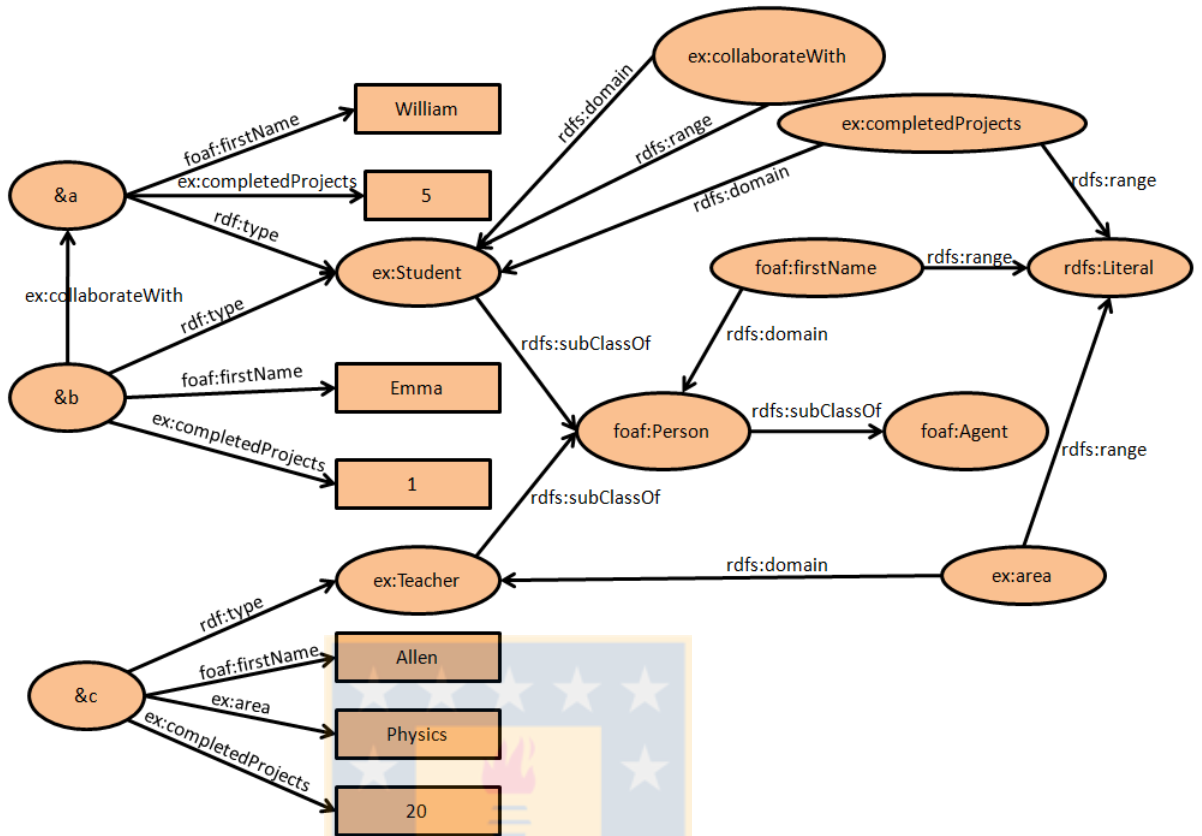 ex:collaborateWith
rdfs:domain
William
foaf:firstName
rdfs:range
ex:completedProjects
ex:completedProjects
rdfs:domain
rdfs:range
&a
5
rdf:type
ex:Student
foaf:firstName
rdfs:range
rdfs:Literal
ex:collaborateWith
rdf:type
rdfs:domain
rdfs:subClassOf
foaf:firstName
Emma
&b
rdfs:subClassOf
foaf:Person
foaf:Agent
ex:completedProjects
rdfs:range
1
rdfs:subClassOf
rdfs:domain
ex:Teacher
ex:area
rdf:type
foaf:firstName
Allen
&c
ex:area
Physics
ex:completedProjects
20